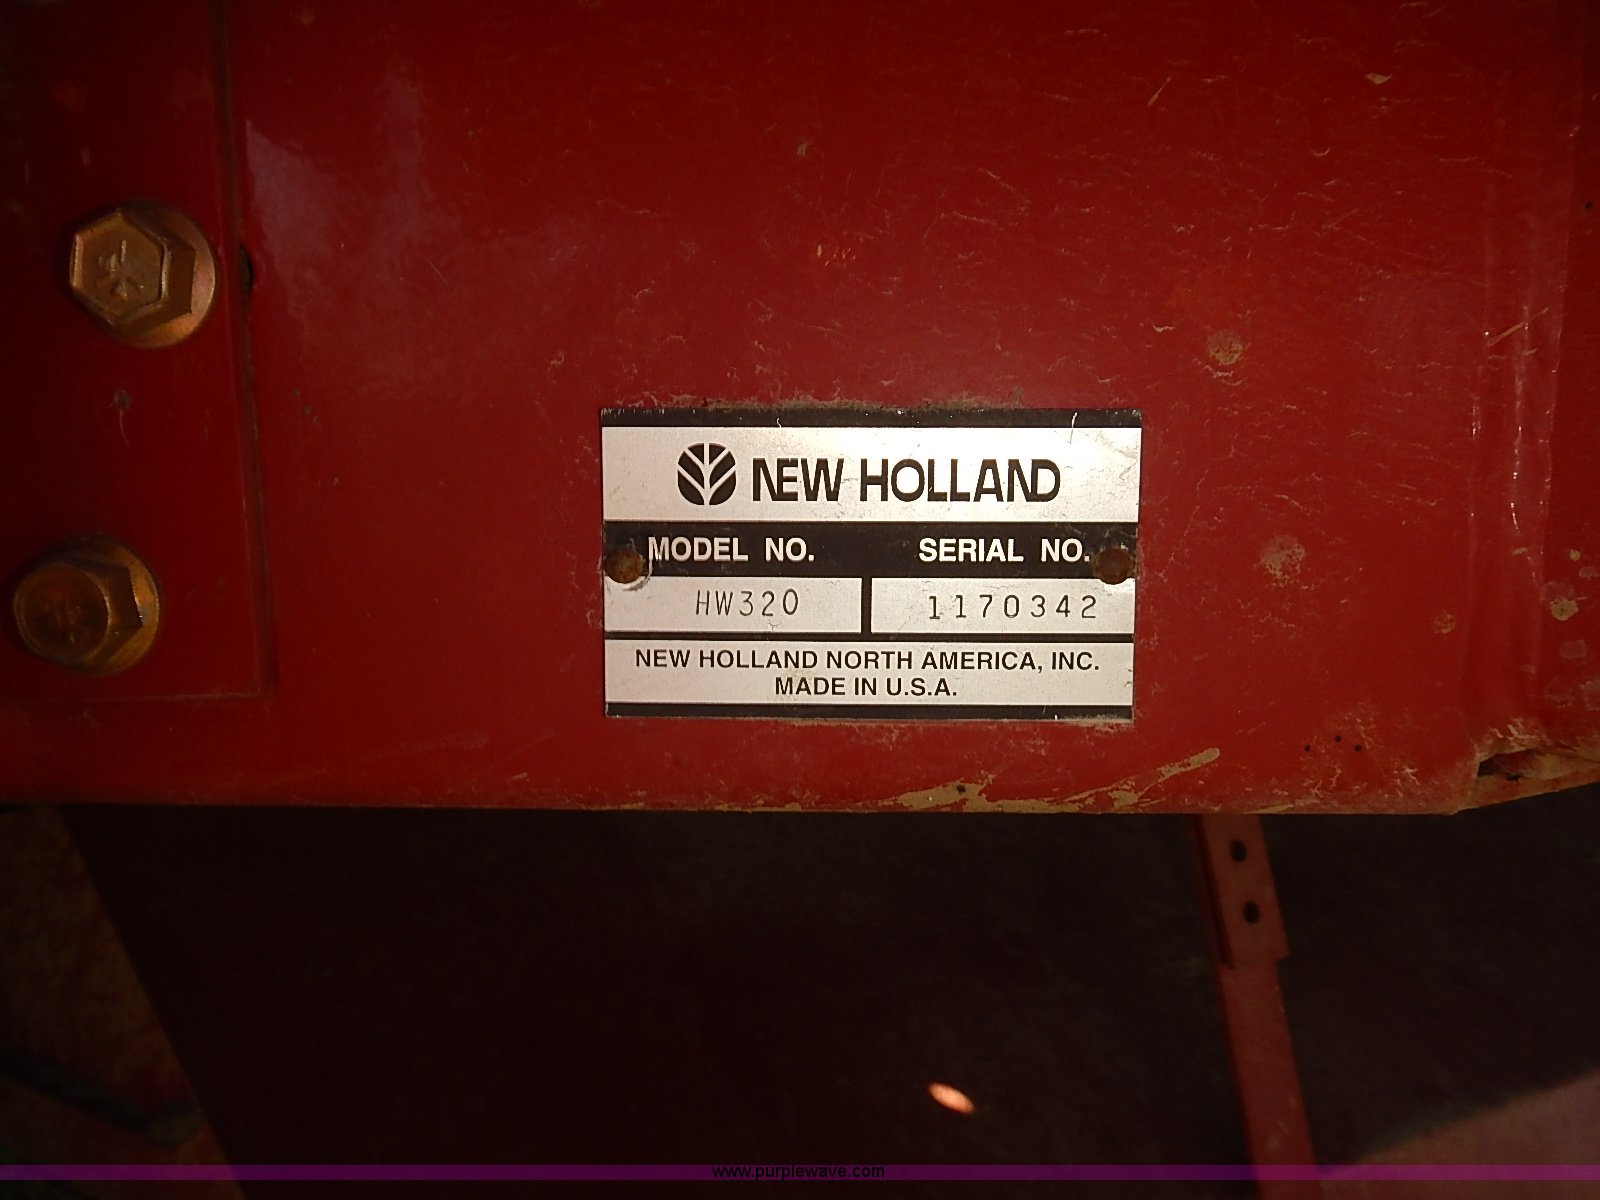 NEW HOLLAND
MODEL NO. SERIAL NO.
HW320 1170342
NEW HOLLAND NORTH AMERICA, INC.
MADE IN U.S.A.
www.purplewave.com